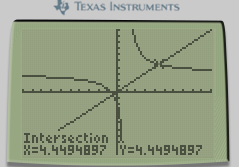 TEXAS INSTRUMENTS
Intersection
X=4.4494897 Y=4.4494897